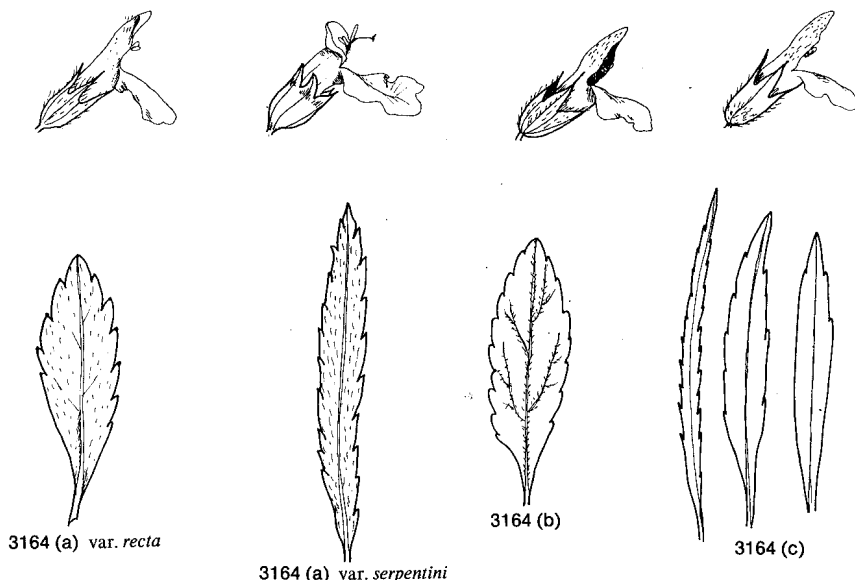 3164 (a) var. recta
3164 (a) var. serpentini
3164 (b)
3164 (c)